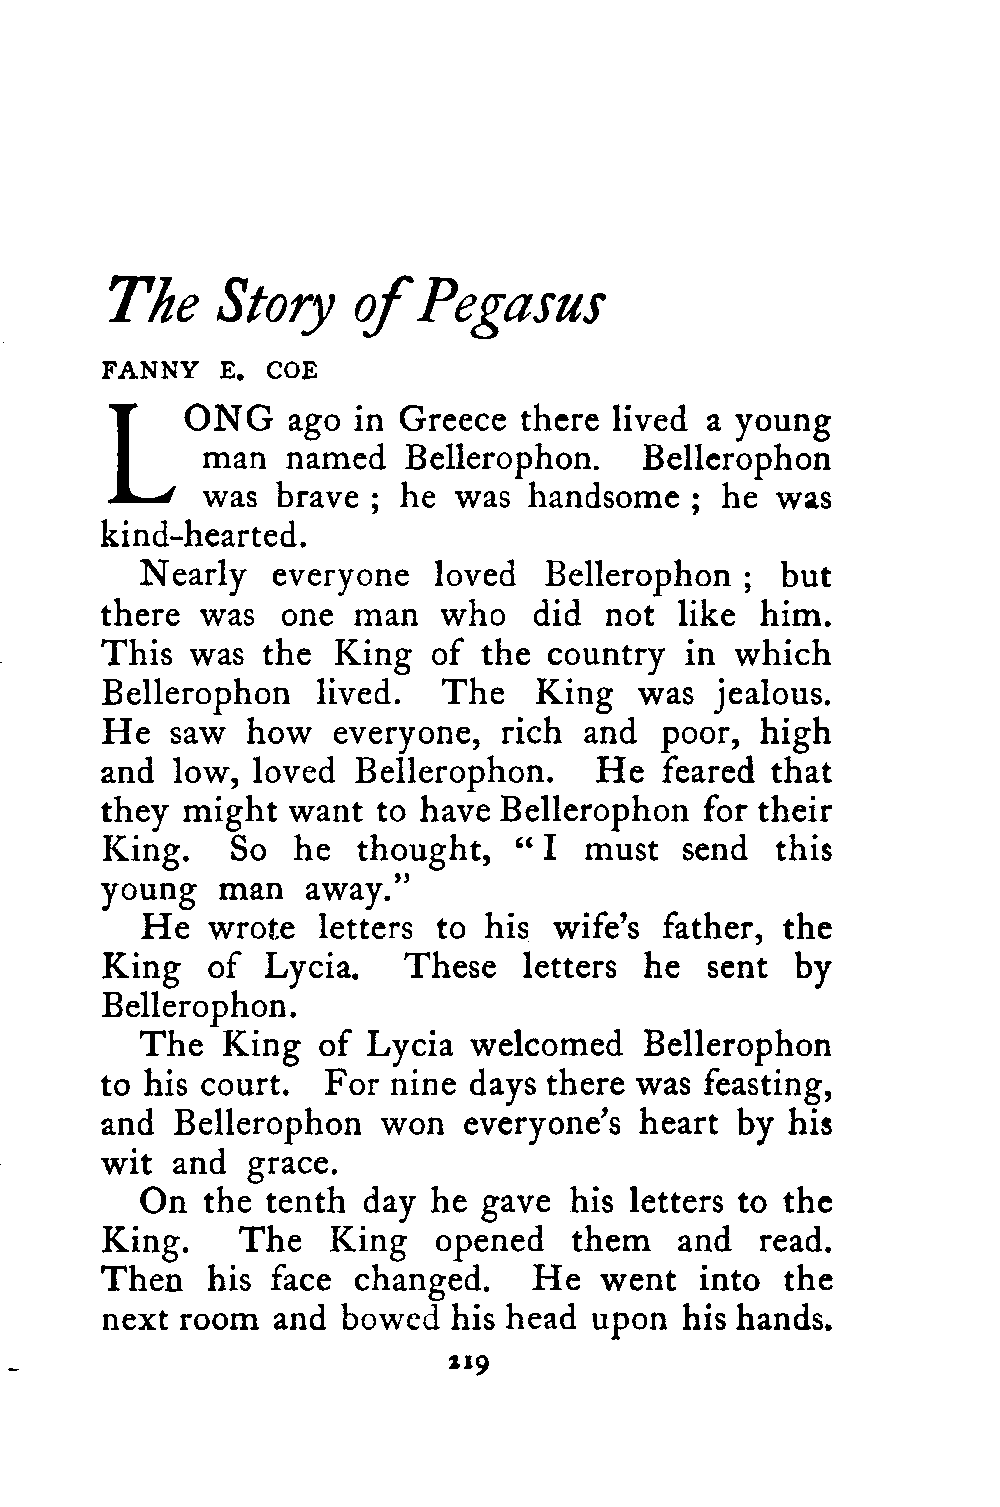 The Story of Pegasus
FANNY E. COE
LONG ago in Greece there lived a young
man named Bellerophon. Bellerophon
was brave ; he was handsome ; he was
kind-hearted.
Nearly everyone loved Bellerophon ; but
there was one man who did not like him.
This was the King of the country in which
Bellerophon lived. The King was jealous.
He saw how everyone, rich and poor, high
and low, loved Bellerophon. He feared that
they might want to have Bellerophon for their
King. So he thought, “ I must send this
young man away.”
He wrote letters to his wife’s father, the
King of Lycia. These letters he sent by
Bellerophon.
The King of Lycia welcomed Bellerophon
to his court. For nine days there was feasting,
and Bellerophon won everyone’s heart by his
wit and grace.
On the tenth day he gave his letters to the
King. The King opened them and read.
Then his face changed. He went into the
next room and bowed his head upon his hands.
119